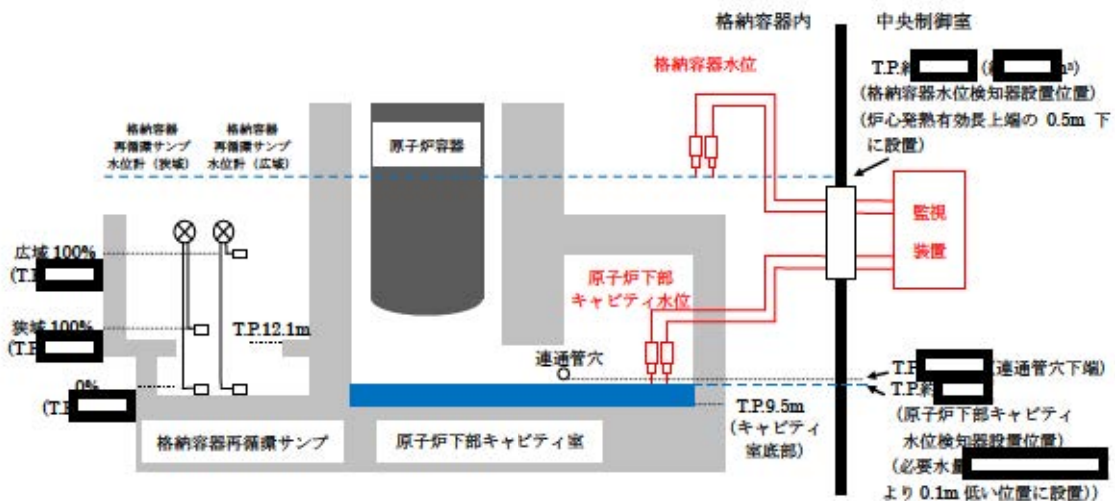 格納容器内
中央制御室
格納容器水位
T.P.約
m³)
(格納容器水位検知器設置位置)
(炉心発熱有効長上端の 0.5m 下
に設置)
格納容器
再循環サンプ
水位計(狭域)
格納容器
再循環サンプ
水位計(広域)
原子炉容器
監視
装置
広域 100%
(T.P.
狭域 100%
(T.P.
0%
(T.P.
T.P.12.1m
原子炉下部
キャビティ水位
連通管穴
T.P.9.5m
(キャビティ
室底部)
T.P.
(連通管穴下端)
T.P.約
(原子炉下部キャビティ
水位検知器設置位置)
(必要水量
より 0.1m 低い位置に設置))
格納容器再循環サンプ
原子炉下部キャビティ室